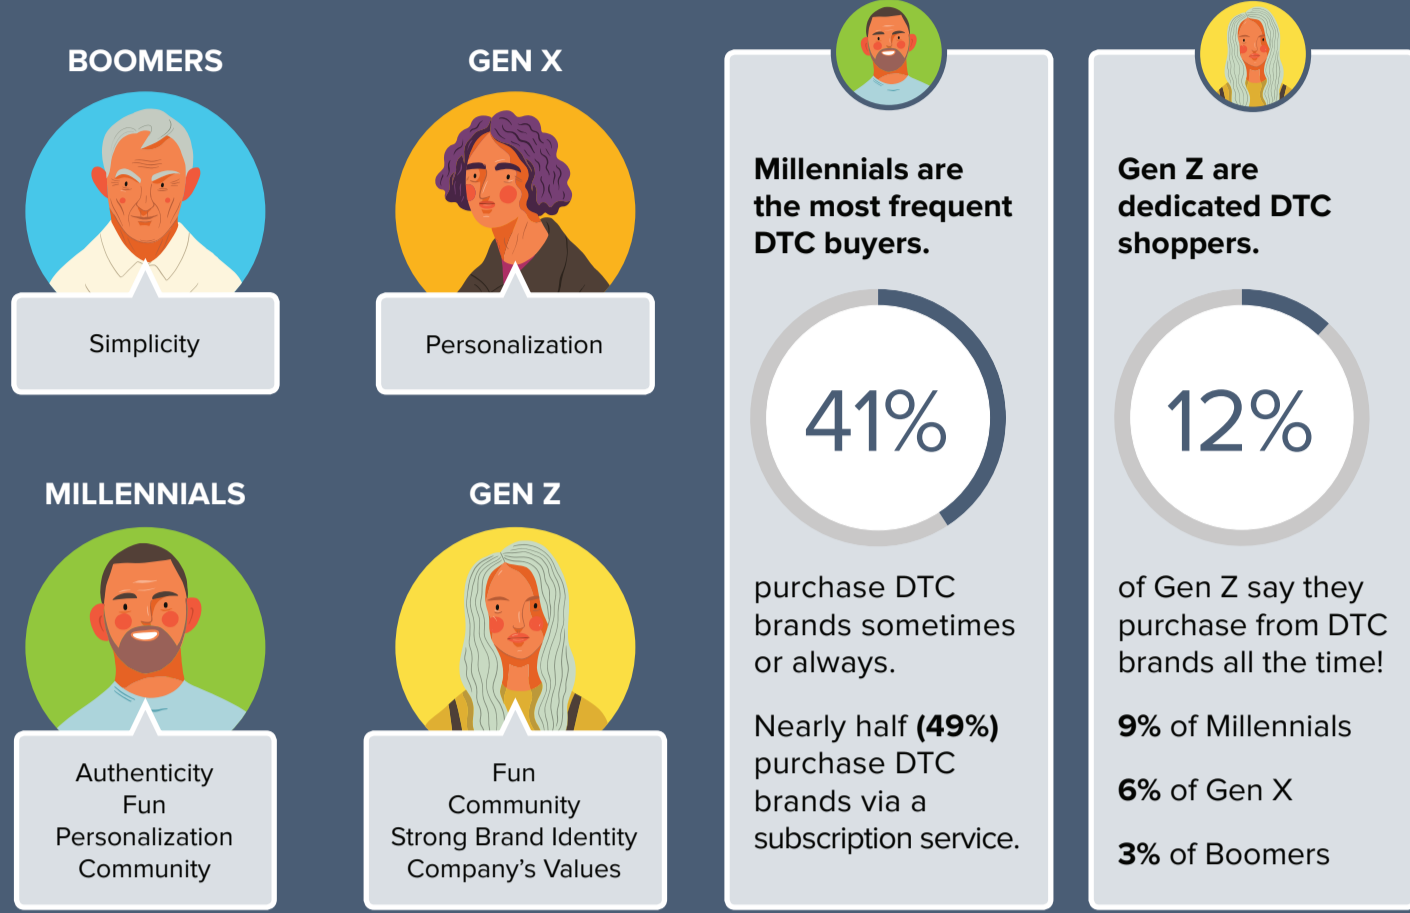 BOOMERS
Simplicity
GEN X
Personalization
MILLENNIALS
Authenticity
Fun
Personalization
Community
GEN Z
Fun
Community
Strong Brand Identity
Company’s Values
Millennials are
the most frequent
DTC buyers.
41%
purchase DTC
brands sometimes
or always.
Nearly half (49%)
purchase DTC
brands via a
subscription service.
Gen Z are
dedicated DTC
shoppers.
12%
of Gen Z say they
purchase from DTC
brands all the time!
9% of Millennials
6% of Gen X
3% of Boomers